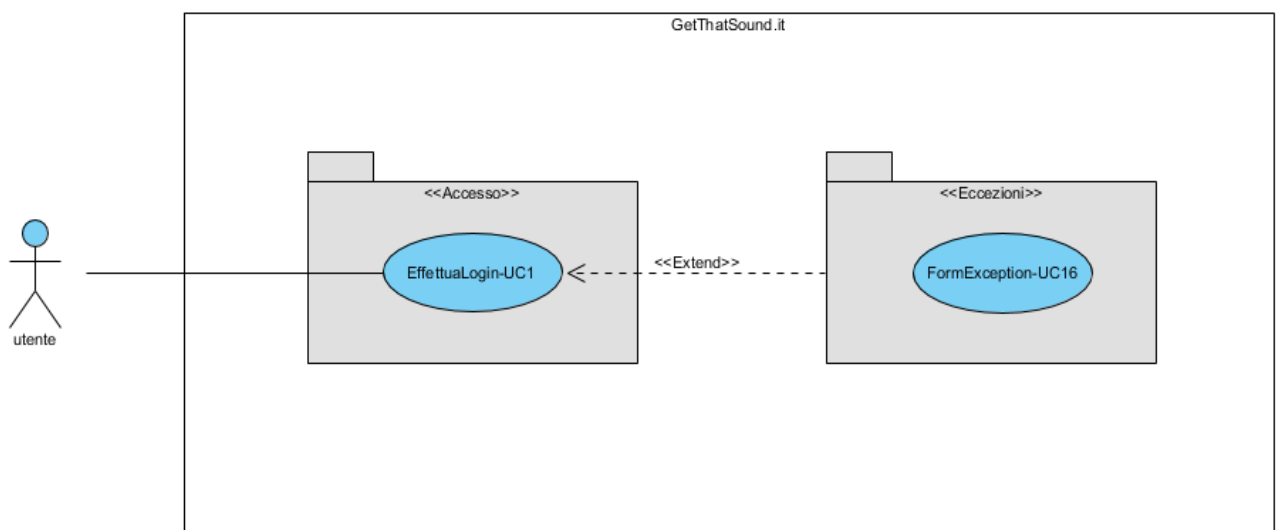 GetThatSound.it
<<Accesso>>
<<Eccezioni>>
EffettuaLogin-UC1
<<Extend>>
FormException-UC16
utente